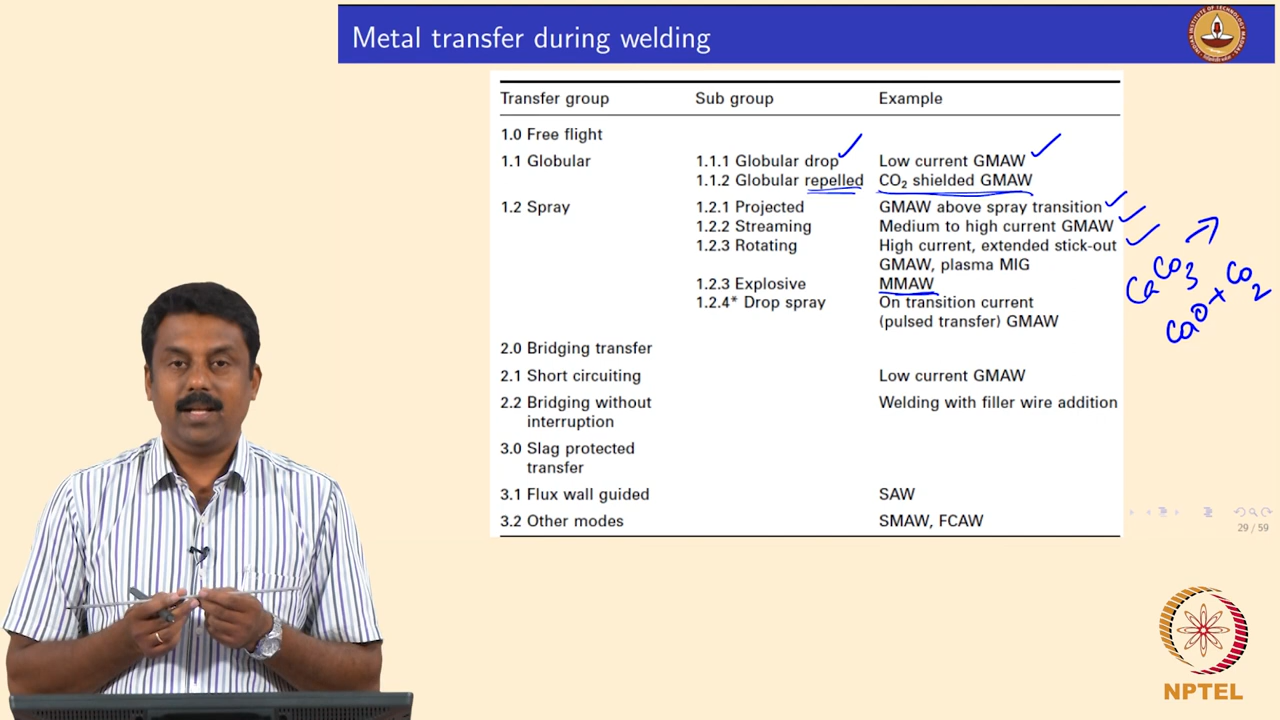 Metal transfer during welding
Transfer group Sub group Example
1.0 Free flight
1.1 Globular 1.1.1 Globular drop Low current GMAW
1.1.2 Globular repelled CO₂ shielded GMAW
1.2 Spray 1.2.1 Projected GMAW above spray transition
1.2.2 Streaming Medium to high current GMAW
1.2.3 Rotating High current, extended stick-out
GMAW, plasma MIG
1.2.3 Explosive MMAW
1.2.4* Drop spray On transition current
(pulsed transfer) GMAW
CaCO₃ →
CaO + CO₂
2.0 Bridging transfer
2.1 Short circuiting Low current GMAW
2.2 Bridging without Welding with filler wire addition
interruption
3.0 Slag protected
transfer
3.1 Flux wall guided SAW
3.2 Other modes SMAW, FCAW
29 / 59
NPTEL